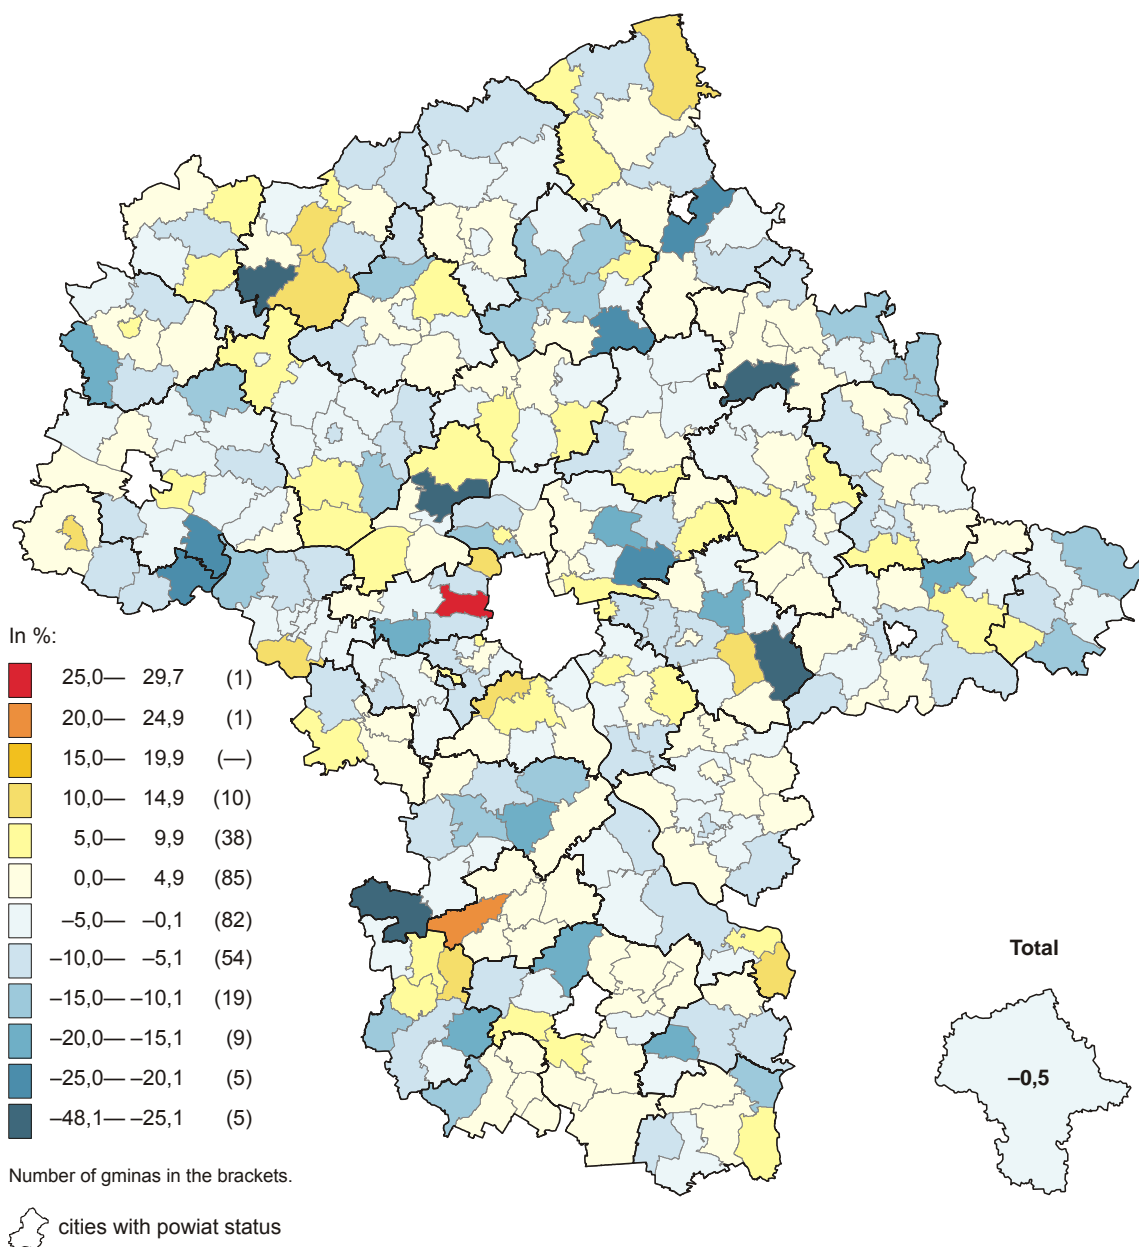 In %:
25,0— 29,7 (1)
20,0— 24,9 (1)
15,0— 19,9 (—)
10,0— 14,9 (10)
5,0— 9,9 (38)
0,0— 4,9 (85)
–5,0— –0,1 (82)
–10,0— –5,1 (54)
–15,0— –10,1 (19)
–20,0— –15,1 (9)
–25,0— –20,1 (5)
–48,1— –25,1 (5)
Number of gminas in the brackets.
cities with powiat status
Total
–0,5